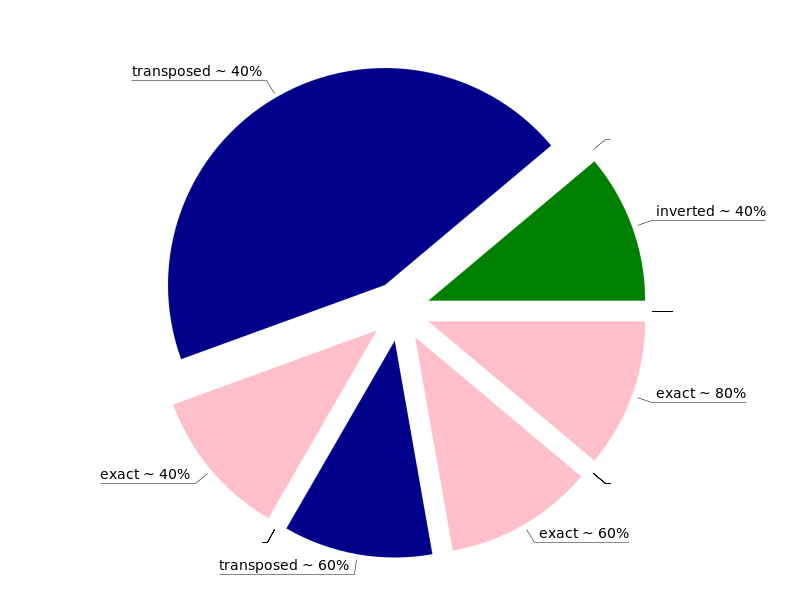 transposed ~ 40%
inverted ~ 40%
exact ~ 80%
exact ~ 40%
exact ~ 60%
transposed ~ 60%